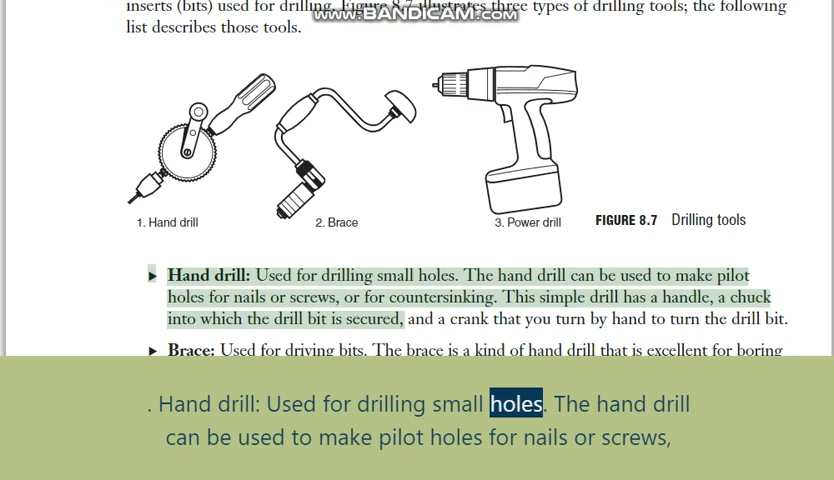 inserts (bits) used for drilling. Figure 8.7 illustrates three types of drilling tools; the following
www.BANDICAM.com
list describes those tools.
1. Hand drill
2. Brace
3. Power drill
FIGURE 8.7 Drilling tools
▶ Hand drill: Used for drilling small holes. The hand drill can be used to make pilot
holes for nails or screws, or for countersinking. This simple drill has a handle, a chuck
into which the drill bit is secured, and a crank that you turn by hand to turn the drill bit.
▶ Brace: Used for driving bits. The brace is a kind of hand drill that is excellent for boring
. Hand drill: Used for drilling small holes. The hand drill
can be used to make pilot holes for nails or screws,